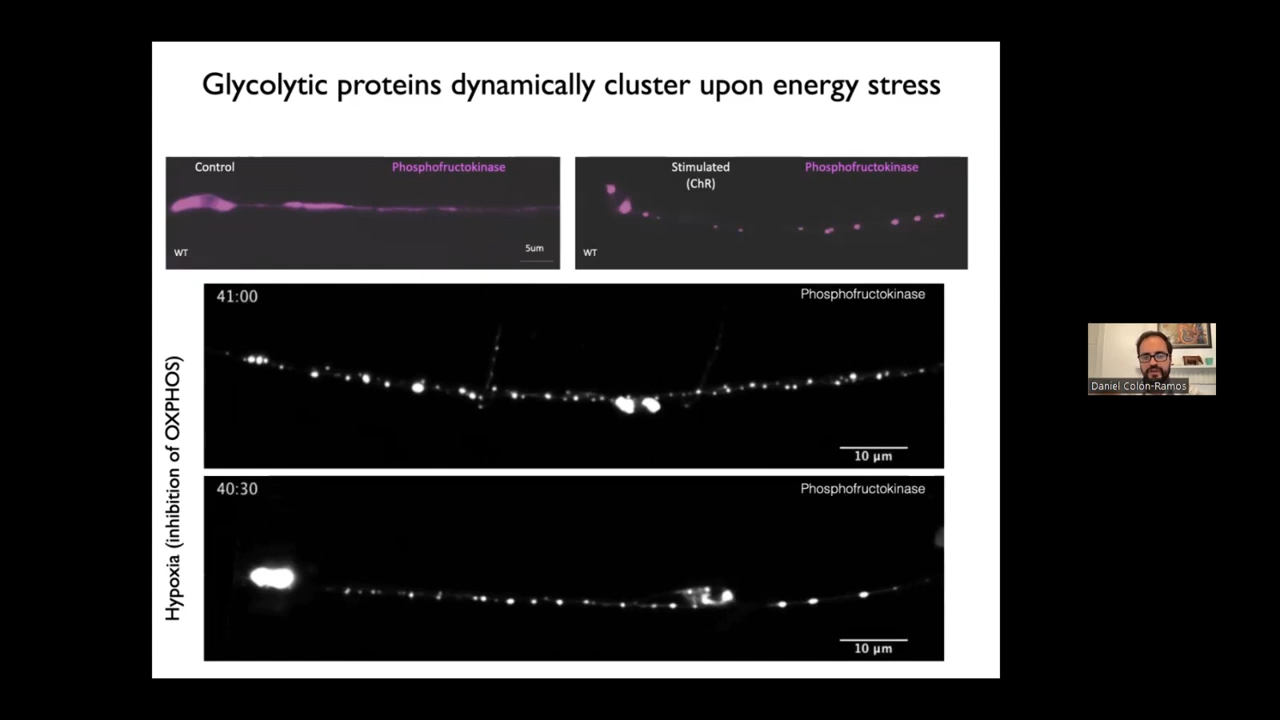 Glycolytic proteins dynamically cluster upon energy stress
Control
Phosphofructokinase
WT
5um
Stimulated
(ChR)
Phosphofructokinase
WT
Hypoxia (inhibition of OXPHOS)
41:00
Phosphofructokinase
10 µm
40:30
Phosphofructokinase
10 µm
Daniel Colón-Ramos